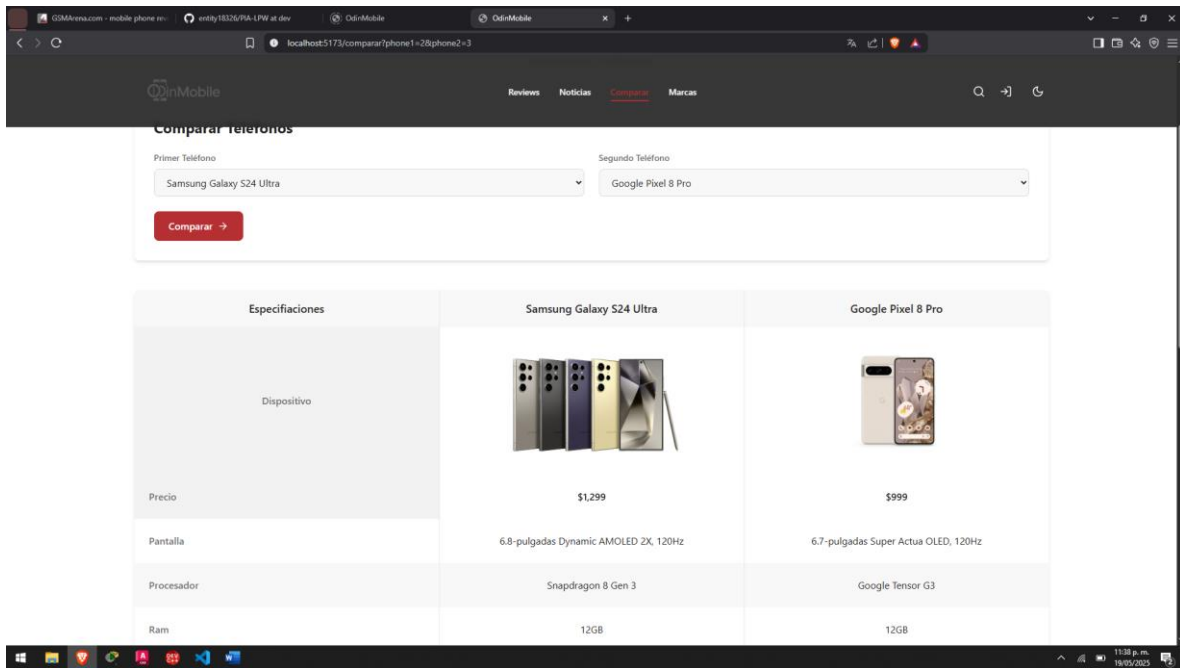 GSMArena.com - mobile phone rev
entity18326/PIA-LPW at dev
OdinMobile
OdinMobile
localhost:5173/comparar?phone1=2&phone2=3
OdinMobile
Reviews Noticias Comparar Marcas
Comparar Teléfonos
Primer Teléfono Segundo Teléfono
Samsung Galaxy S24 Ultra Google Pixel 8 Pro
Comparar →
Especifiaciones Samsung Galaxy S24 Ultra Google Pixel 8 Pro
Dispositivo
Precio $1,299 $999
Pantalla 6.8-pulgadas Dynamic AMOLED 2X, 120Hz 6.7-pulgadas Super Actua OLED, 120Hz
Procesador Snapdragon 8 Gen 3 Google Tensor G3
Ram 12GB 12GB
11:38 p. m.
19/05/2025